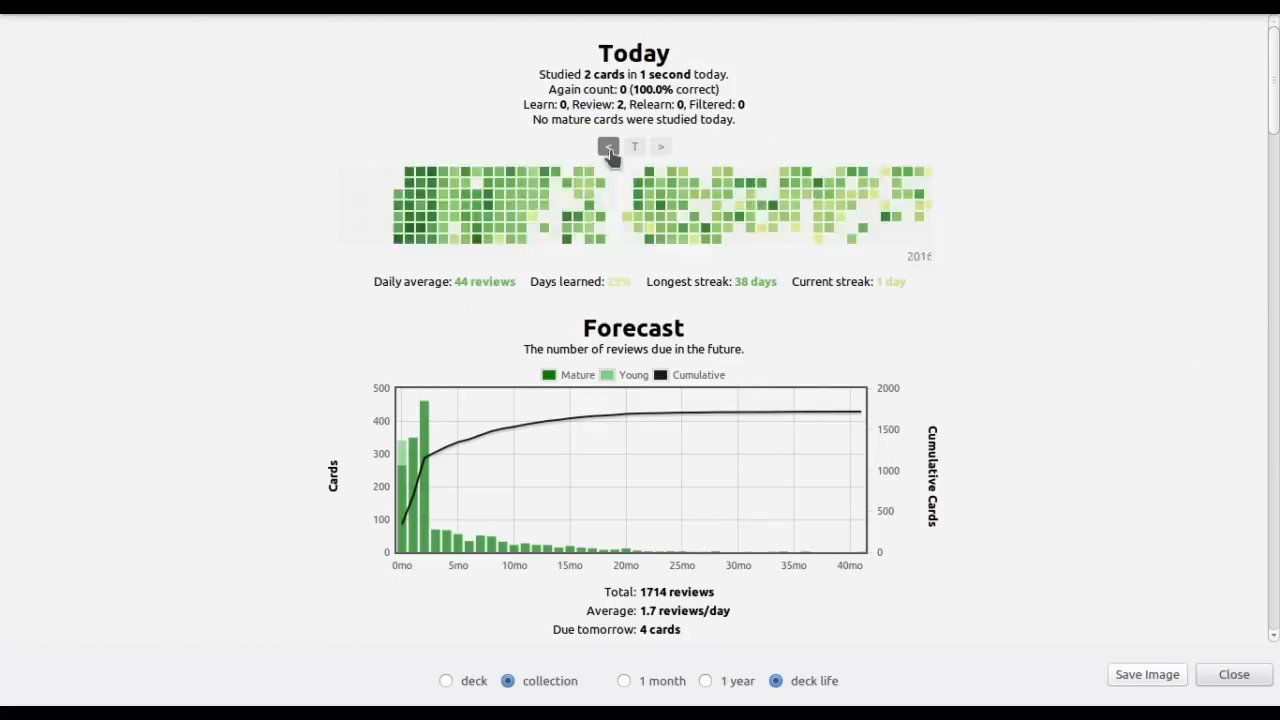 Today
Studied 2 cards in 1 second today.
Again count: 0 (100.0% correct)
Learn: 0, Review: 2, Relearn: 0, Filtered: 0
No mature cards were studied today.
< T >
2016
Daily average: 44 reviews Days learned: 25% Longest streak: 38 days Current streak: 1 day
Forecast
The number of reviews due in the future.
Mature Young Cumulative
500 2000
400 1500
300 1000
200 500
100
0 0
Cards
Cumulative Cards
0mo 5mo 10mo 15mo 20mo 25mo 30mo 35mo 40mo
Total: 1714 reviews
Average: 1.7 reviews/day
Due tomorrow: 4 cards
deck collection 1 month 1 year deck life Save Image Close